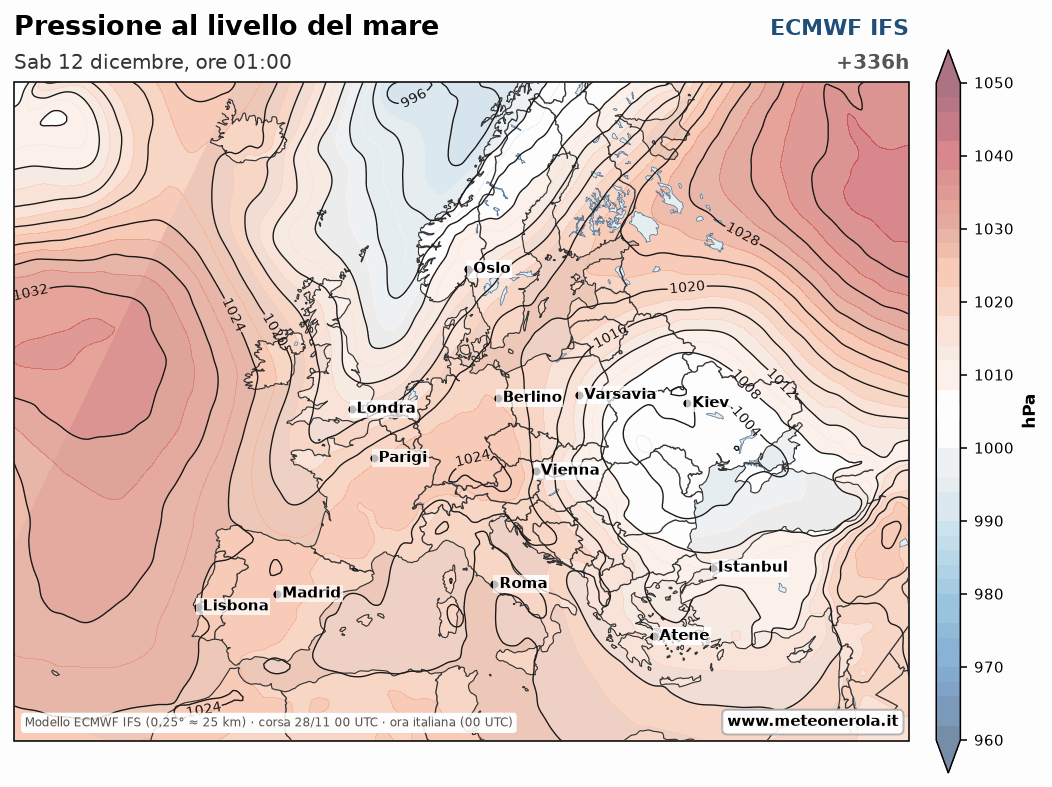 Pressione al livello del mare
ECMWF IFS
Sab 12 dicembre, ore 01:00
+336h
996
1050
1040
1028
1030
Oslo
1032
1020
1024
1020
1016
1010
1008
1012
Berlino
Varsavia
Kiev
Londra
1004
hPa
1000
Parigi
1024
Vienna
990
Istanbul
Roma
Madrid
980
Lisbona
Atene
970
1024
Modello ECMWF IFS (0,25° ≈ 25 km) · corsa 28/11 00 UTC · ora italiana (00 UTC)
www.meteonerola.it
960